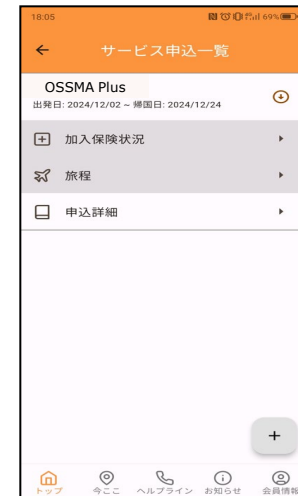 18:05 69%
サービス申込一覧
OSSMA Plus
出発日: 2024/12/02 ~ 帰国日: 2024/12/24
加入保険状況
旅程
申込詳細
+
トップ 今ここ ヘルプライン お知らせ 会員情報